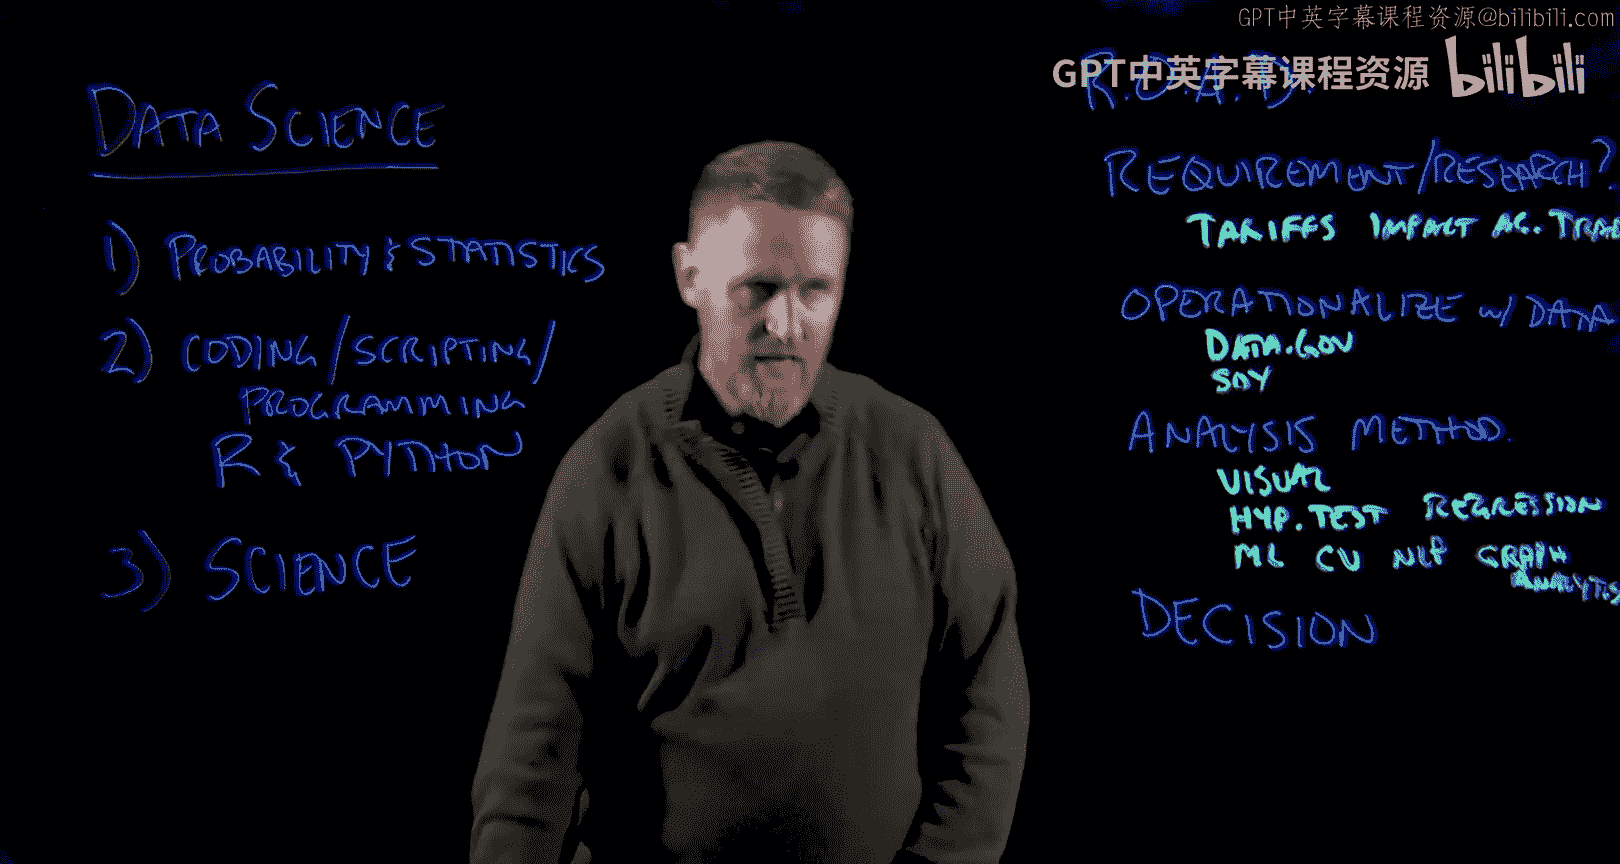 GPT中英字幕课程资源@bilibili.com
GPT中英字幕课程资源 bilibili
DATA SCIENCE
1) PROBABILITY & STATISTICS
2) CODING/SCRIPTING/
PROGRAMMING
R & PYTHON
3) SCIENCE
R.O.A.D.
REQUIREMENT/RESEARCH?
TARIFFS IMPACT AG. TRAD
OPERATIONALIZE W/ DATA
DATA.GOV
SOY
ANALYSIS METHOD.
VISUAL
HYP. TEST REGRESSION
ML CV NLP GRAPH
ANALYTICS
DECISION